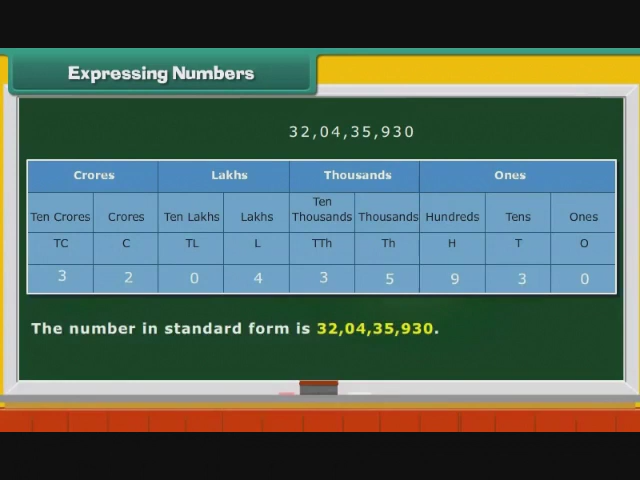 Expressing Numbers
32,04,35,930
Crores Lakhs Thousands Ones
Ten Crores Crores Ten Lakhs Lakhs Ten Thousands Thousands Hundreds Tens Ones
TC C TL L TTh Th H T O
3 2 0 4 3 5 9 3 0
The number in standard form is 32,04,35,930.